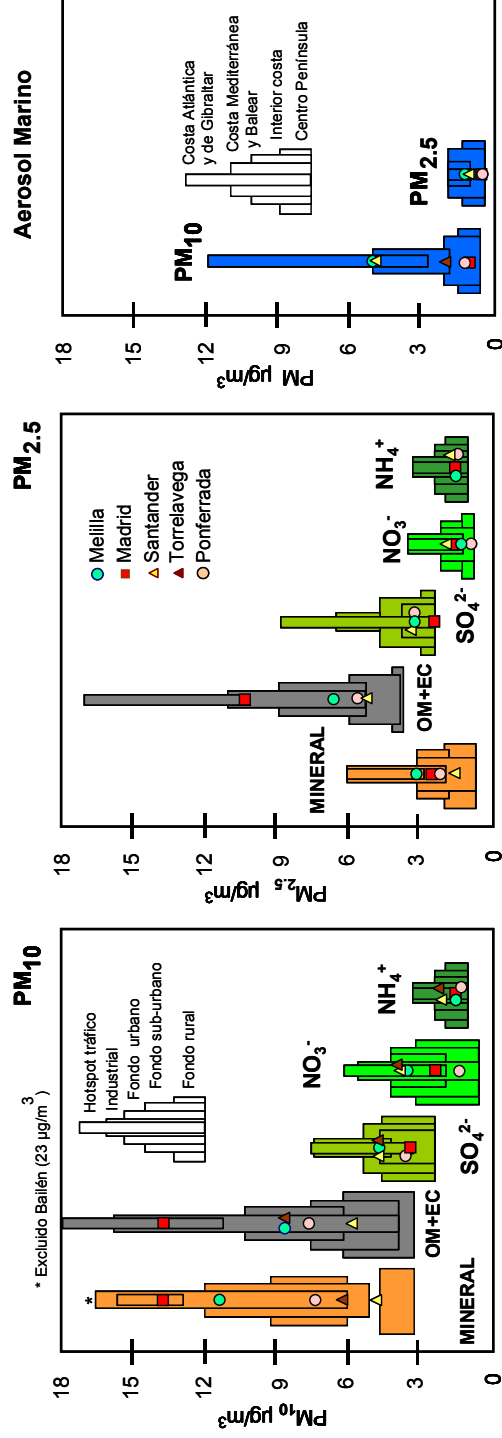 PM10
* Excluido Bailén (23 µg/m3)
18
15
12
9
6
3
0
PM10 µg/m3
Hotspot tráfico
Industrial
Fondo urbano
Fondo sub-urbano
Fondo rural
MINERAL
OM+EC
SO42-
NO3-
NH4+
*
PM2.5
18
15
12
9
6
3
0
PM2.5 µg/m3
Melilla
Madrid
Santander
Torrelavega
Ponferrada
MINERAL
OM+EC
SO42-
NO3-
NH4+
Aerosol Marino
18
15
12
9
6
3
0
PM µg/m3
Costa Atlántica
y de Gibraltar
Costa Mediterránea
y Balear
Interior costa
Centro Península
PM10
PM2.5